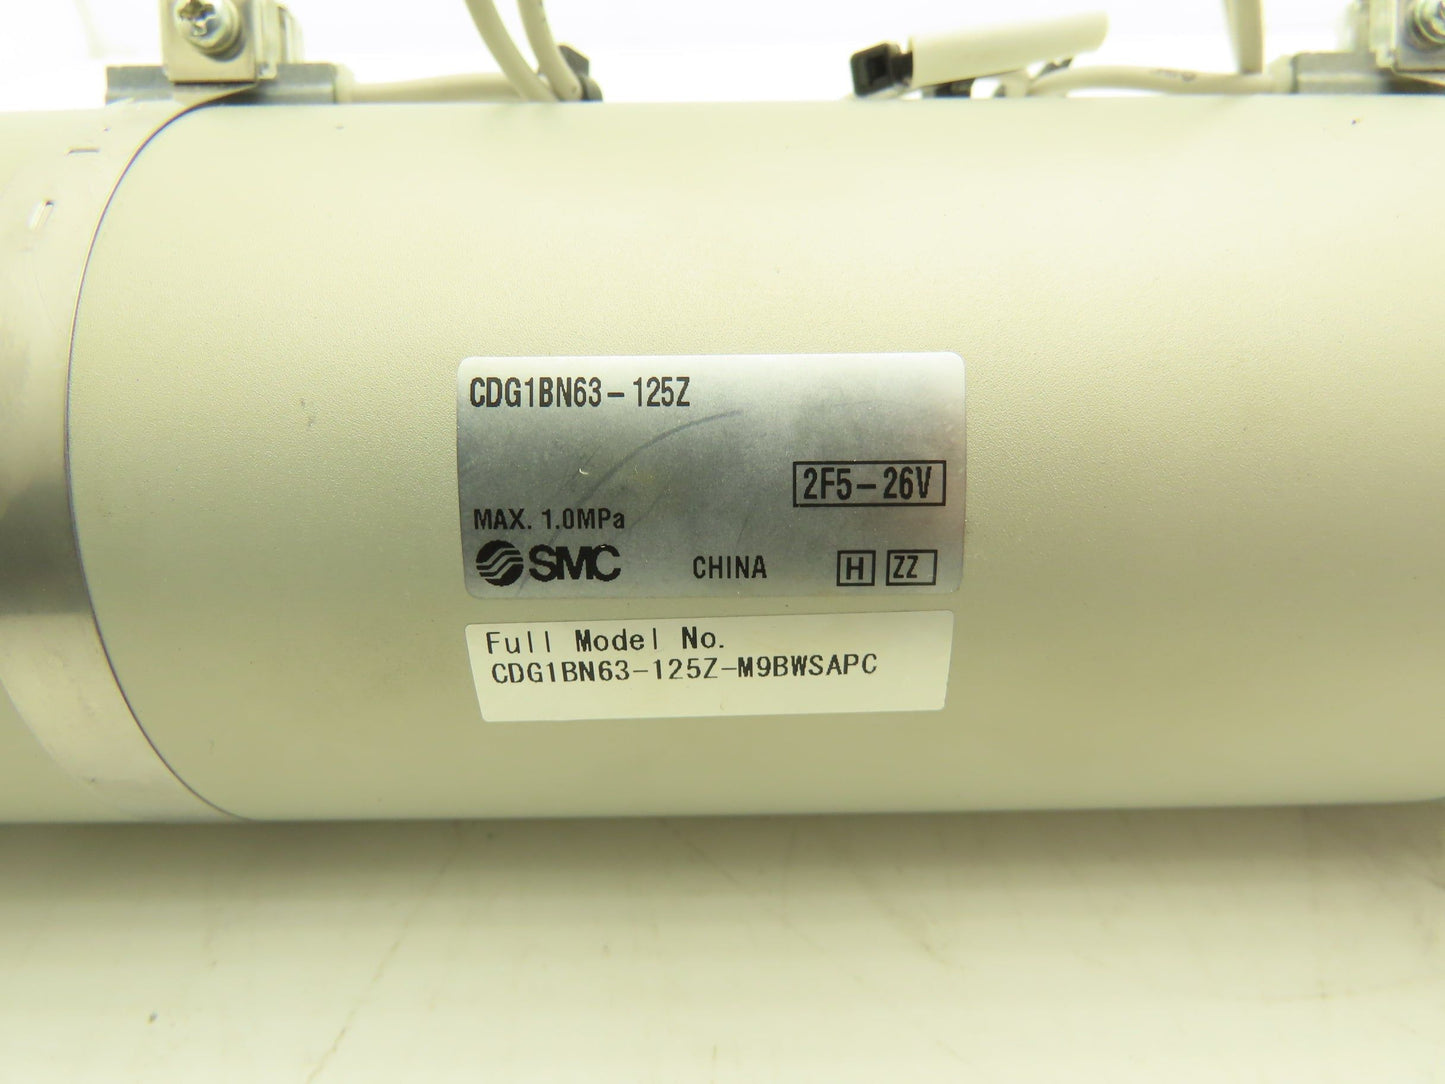 CDG1BN63-125Z
2F5-26V
MAX. 1.0MPa
SMC CHINA H ZZ
Full Model No.
CDG1BN63-125Z-M9BWSAPC